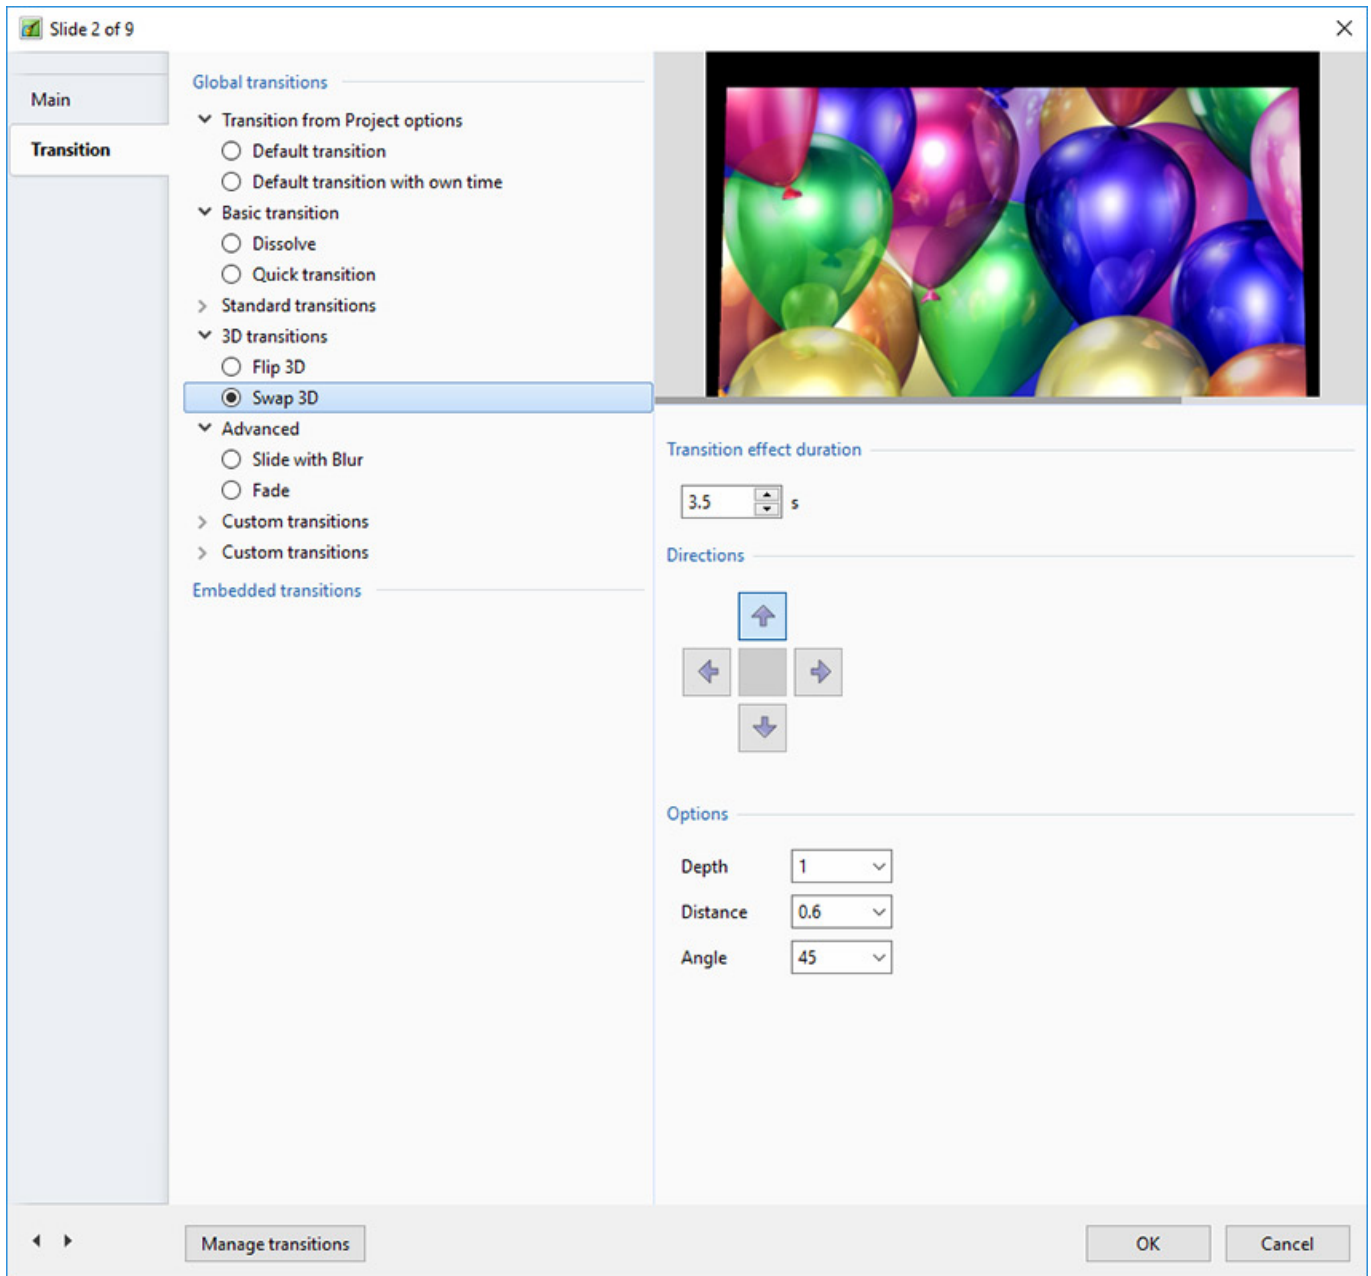 Slide 2 of 9
Main
Transition
Global transitions
Transition from Project options
Default transition
Default transition with own time
Basic transition
Dissolve
Quick transition
Standard transitions
3D transitions
Flip 3D
Swap 3D
Advanced
Slide with Blur
Fade
Custom transitions
Custom transitions
Embedded transitions
Transition effect duration
3.5 s
Directions
Options
Depth 1
Distance 0.6
Angle 45
Manage transitions
OK
Cancel